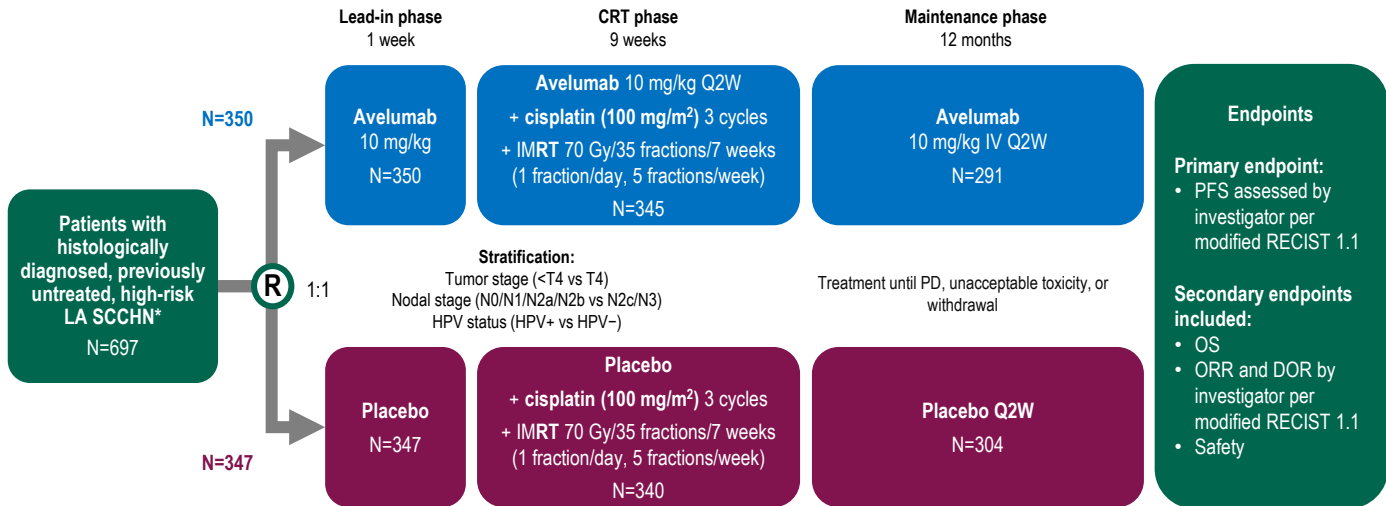 Lead-in phase
1 week
CRT phase
9 weeks
Maintenance phase
12 months
Patients with
histologically
diagnosed, previously
untreated, high-risk
LA SCCHN*
N=697
R
1:1
N=350
Avelumab
10 mg/kg
N=350
Avelumab 10 mg/kg Q2W
+ cisplatin (100 mg/m²) 3 cycles
+ IMRT 70 Gy/35 fractions/7 weeks
(1 fraction/day, 5 fractions/week)
N=345
Avelumab
10 mg/kg IV Q2W
N=291
Stratification:
Tumor stage (<T4 vs T4)
Nodal stage (N0/N1/N2a/N2b vs N2c/N3)
HPV status (HPV+ vs HPV−)
Treatment until PD, unacceptable toxicity, or
withdrawal
N=347
Placebo
N=347
Placebo
+ cisplatin (100 mg/m²) 3 cycles
+ IMRT 70 Gy/35 fractions/7 weeks
(1 fraction/day, 5 fractions/week)
N=340
Placebo Q2W
N=304
Endpoints
Primary endpoint:
• PFS assessed by
investigator per
modified RECIST 1.1
Secondary endpoints
included:
• OS
• ORR and DOR by
investigator per
modified RECIST 1.1
• Safety